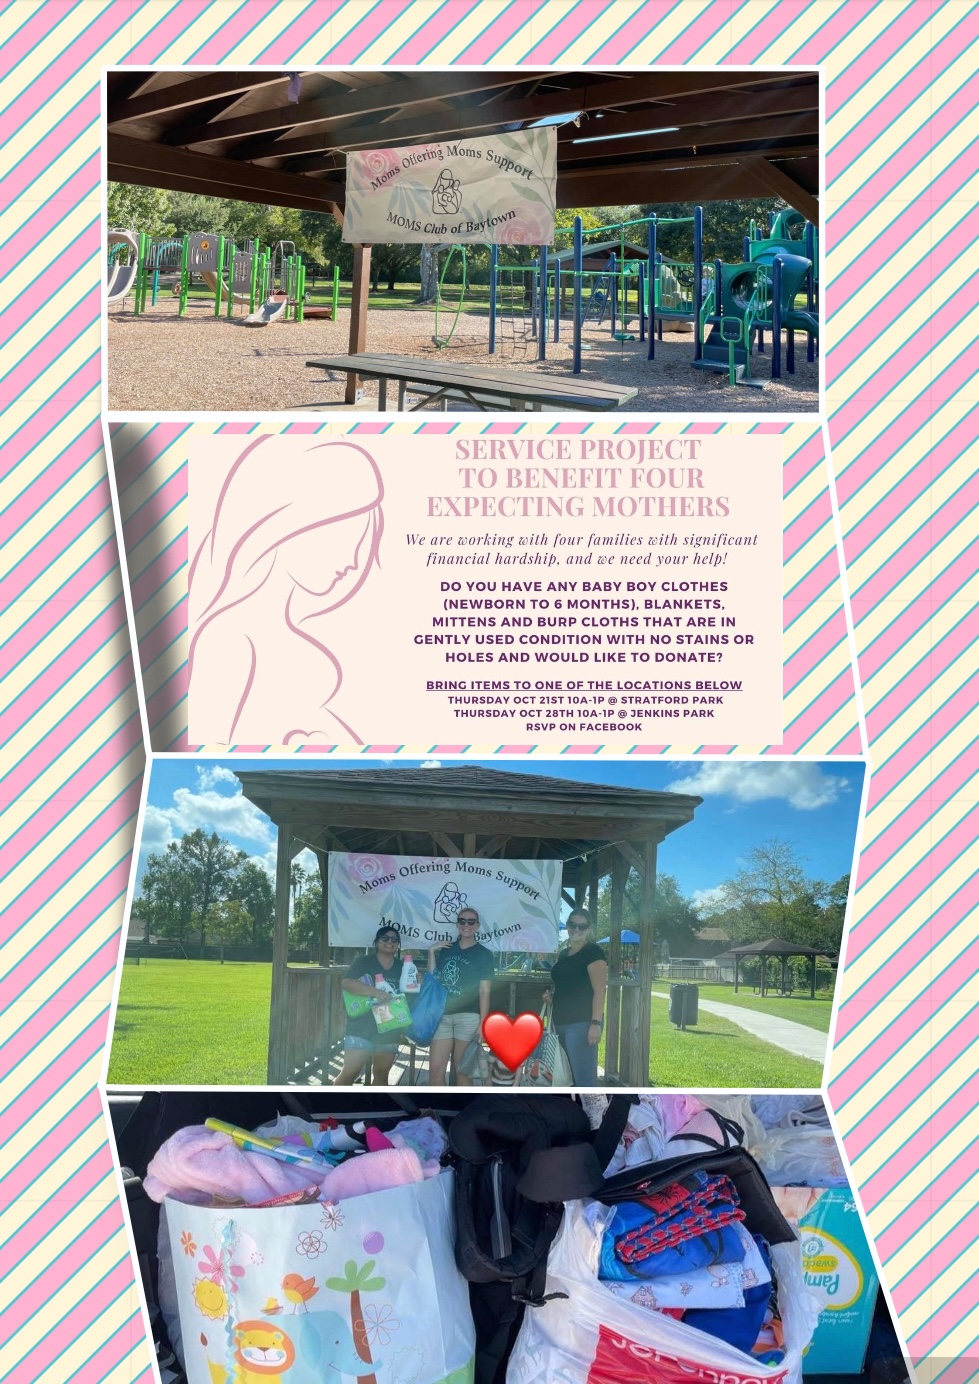 Moms Offering Moms Support
MOMS Club of Baytown
SERVICE PROJECT
TO BENEFIT FOUR
EXPECTING MOTHERS
We are working with four families with significant
financial hardship, and we need your help!
DO YOU HAVE ANY BABY BOY CLOTHES
(NEWBORN TO 6 MONTHS), BLANKETS,
MITTENS AND BURP CLOTHS THAT ARE IN
GENTLY USED CONDITION WITH NO STAINS OR
HOLES AND WOULD LIKE TO DONATE?
BRING ITEMS TO ONE OF THE LOCATIONS BELOW
THURSDAY OCT 21ST 10A-1P @ STRATFORD PARK
THURSDAY OCT 28TH 10A-1P @ JENKINS PARK
RSVP ON FACEBOOK
Moms Offering Moms Support
MOMS Club Baytown
64